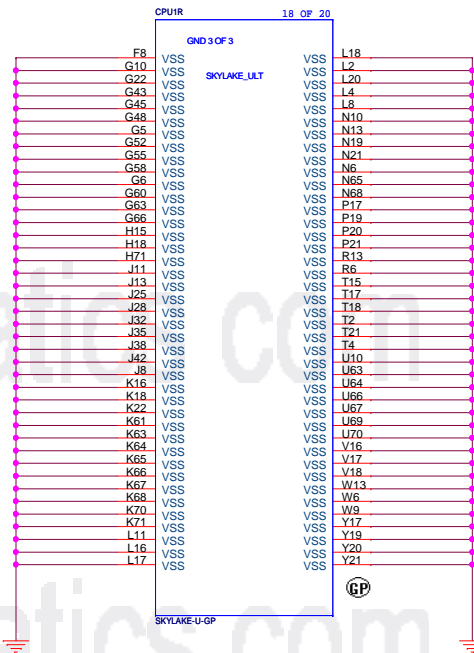 CPU1R 18 OF 20
GND 3 OF 3
SKYLAKE_ULT
F8 VSS VSS L18
G10 VSS VSS L2
G22 VSS VSS L20
G43 VSS VSS L4
G45 VSS VSS L8
G48 VSS VSS N10
G5 VSS VSS N13
G52 VSS VSS N19
G55 VSS VSS N21
G58 VSS VSS N6
G6 VSS VSS N65
G60 VSS VSS N68
G63 VSS VSS P17
G66 VSS VSS P19
H15 VSS VSS P20
H18 VSS VSS P21
H71 VSS VSS R13
J11 VSS VSS R6
J13 VSS VSS T15
J25 VSS VSS T17
J28 VSS VSS T18
J32 VSS VSS T2
J35 VSS VSS T21
J38 VSS VSS T4
J42 VSS VSS U10
J8 VSS VSS U63
K16 VSS VSS U64
K18 VSS VSS U66
K22 VSS VSS U67
K61 VSS VSS U69
K63 VSS VSS U70
K64 VSS VSS V16
K65 VSS VSS V17
K66 VSS VSS V18
K67 VSS VSS W13
K68 VSS VSS W6
K70 VSS VSS W9
K71 VSS VSS Y17
L11 VSS VSS Y19
L16 VSS VSS Y20
L17 VSS VSS Y21
GP
SKYLAKE-U-GP